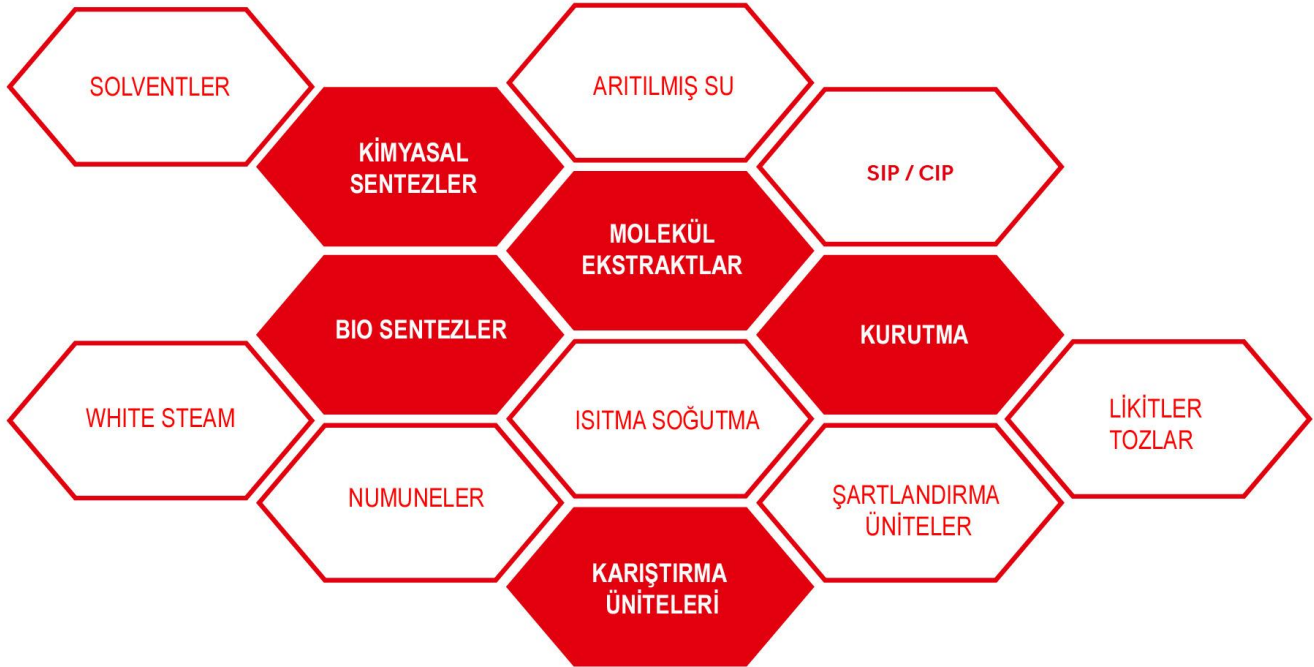 SOLVENTLER
ARITILMIŞ SU
KİMYASAL
SENTEZLER
SIP / CIP
MOLEKÜL
EKSTRAKTLAR
BIO SENTEZLER
KURUTMA
WHITE STEAM
ISITMA SOĞUTMA
LİKİTLER
TOZLAR
NUMUNELER
ŞARTLANDIRMA
ÜNİTELER
KARIŞTIRMA
ÜNİTELERİ